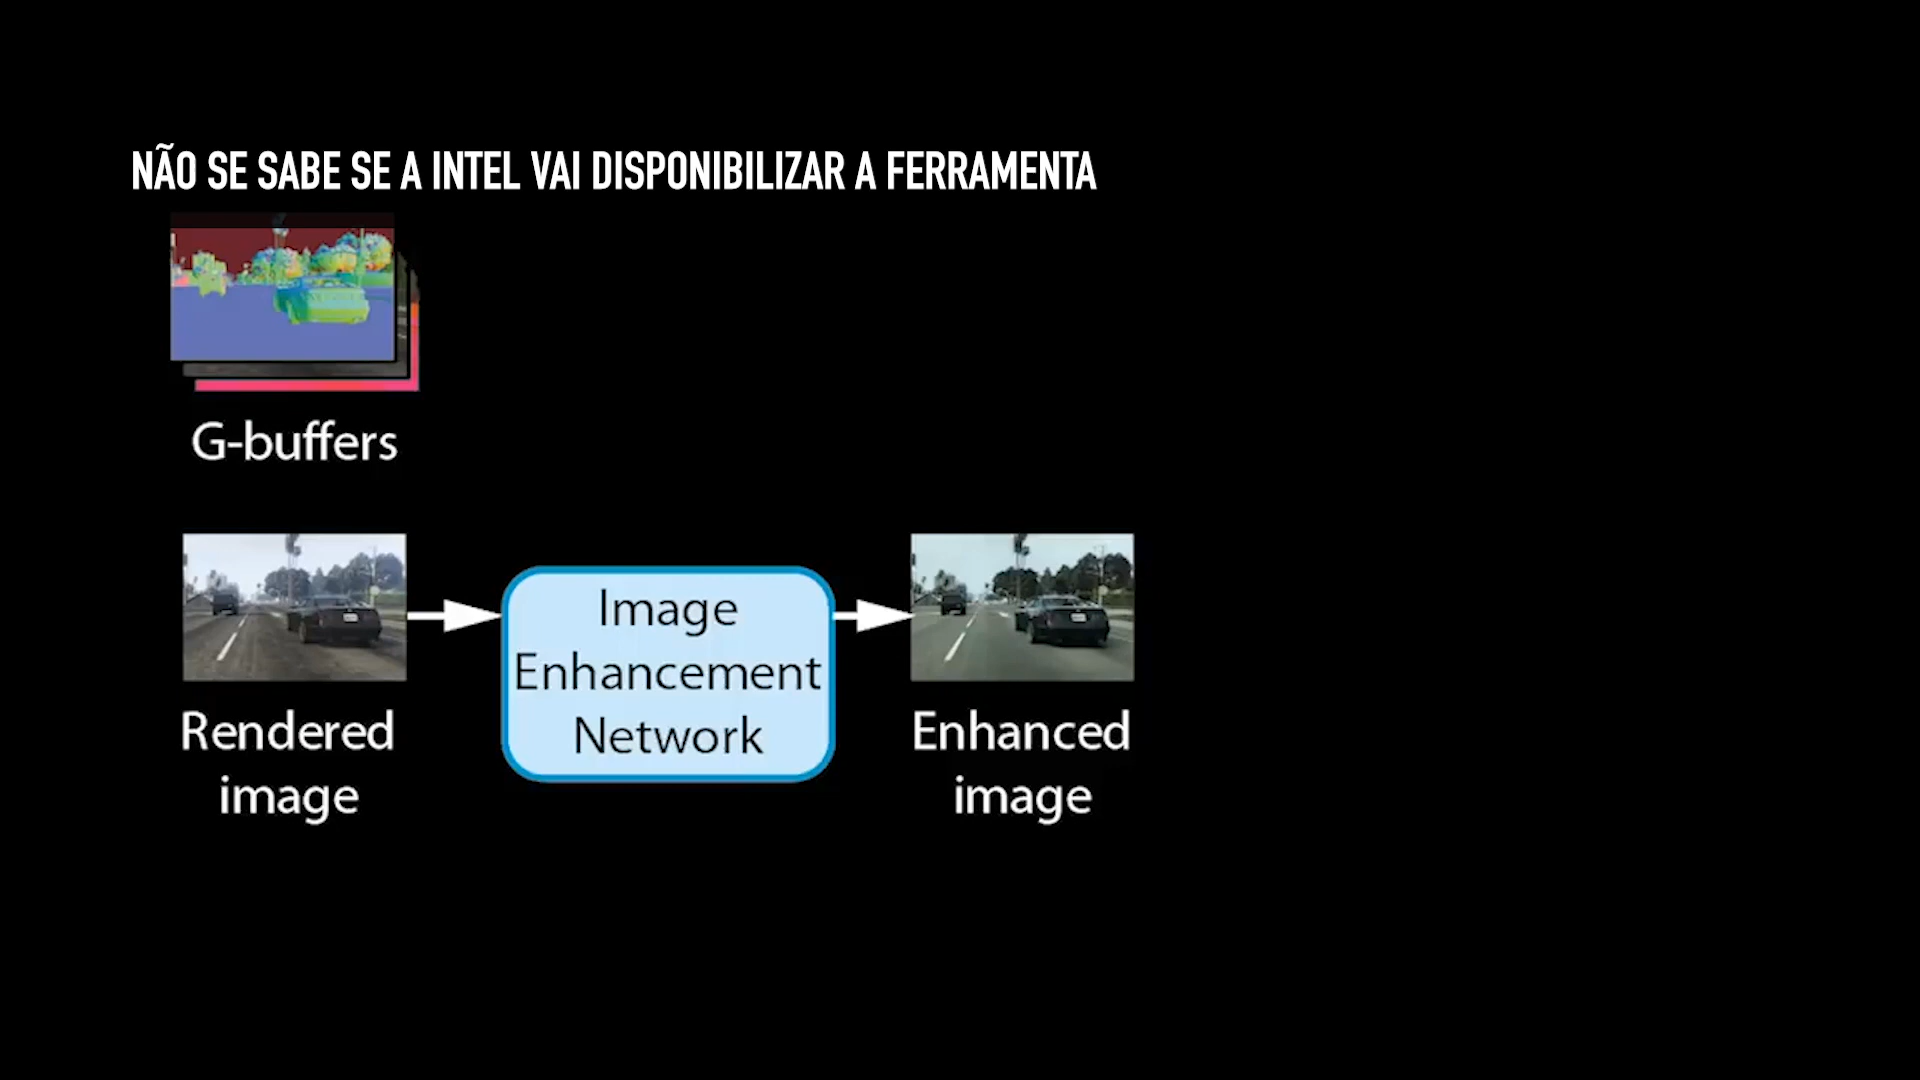 NÃO SE SABE SE A INTEL VAI DISPONIBILIZAR A FERRAMENTA
G-buffers
Rendered
image
Image
Enhancement
Network
Enhanced
image